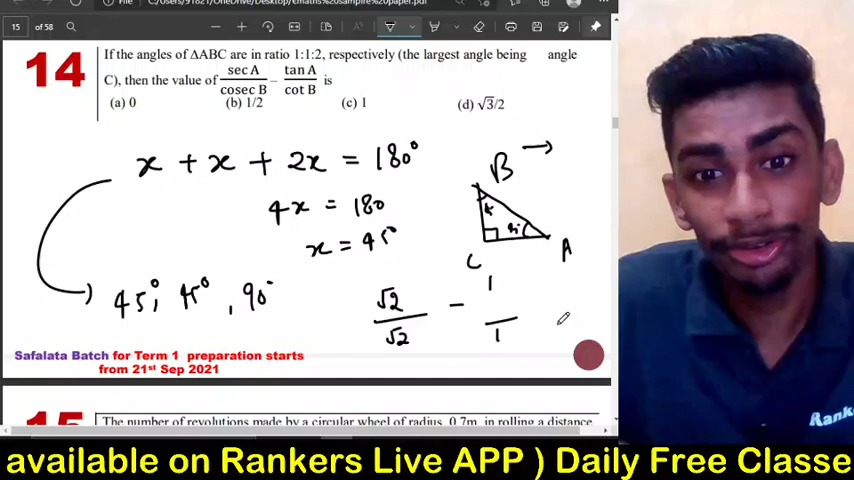 15 of 58
14
If the angles of ΔABC are in ratio 1:1:2, respectively (the largest angle being angle
C), then the value of sec A/cosec B − tan A/cot B is
(a) 0 (b) 1/2 (c) 1 (d) √3/2
x + x + 2x = 180°
4x = 180
x = 45°
45°, 45°, 90°
B
A
C
√2/√2 − 1/1
Safalata Batch for Term 1 preparation starts
from 21st Sep 2021
15
The number of revolutions made by a circular wheel of radius 0.7m in rolling a distance
Ranke
available on Rankers Live APP ) Daily Free Classe